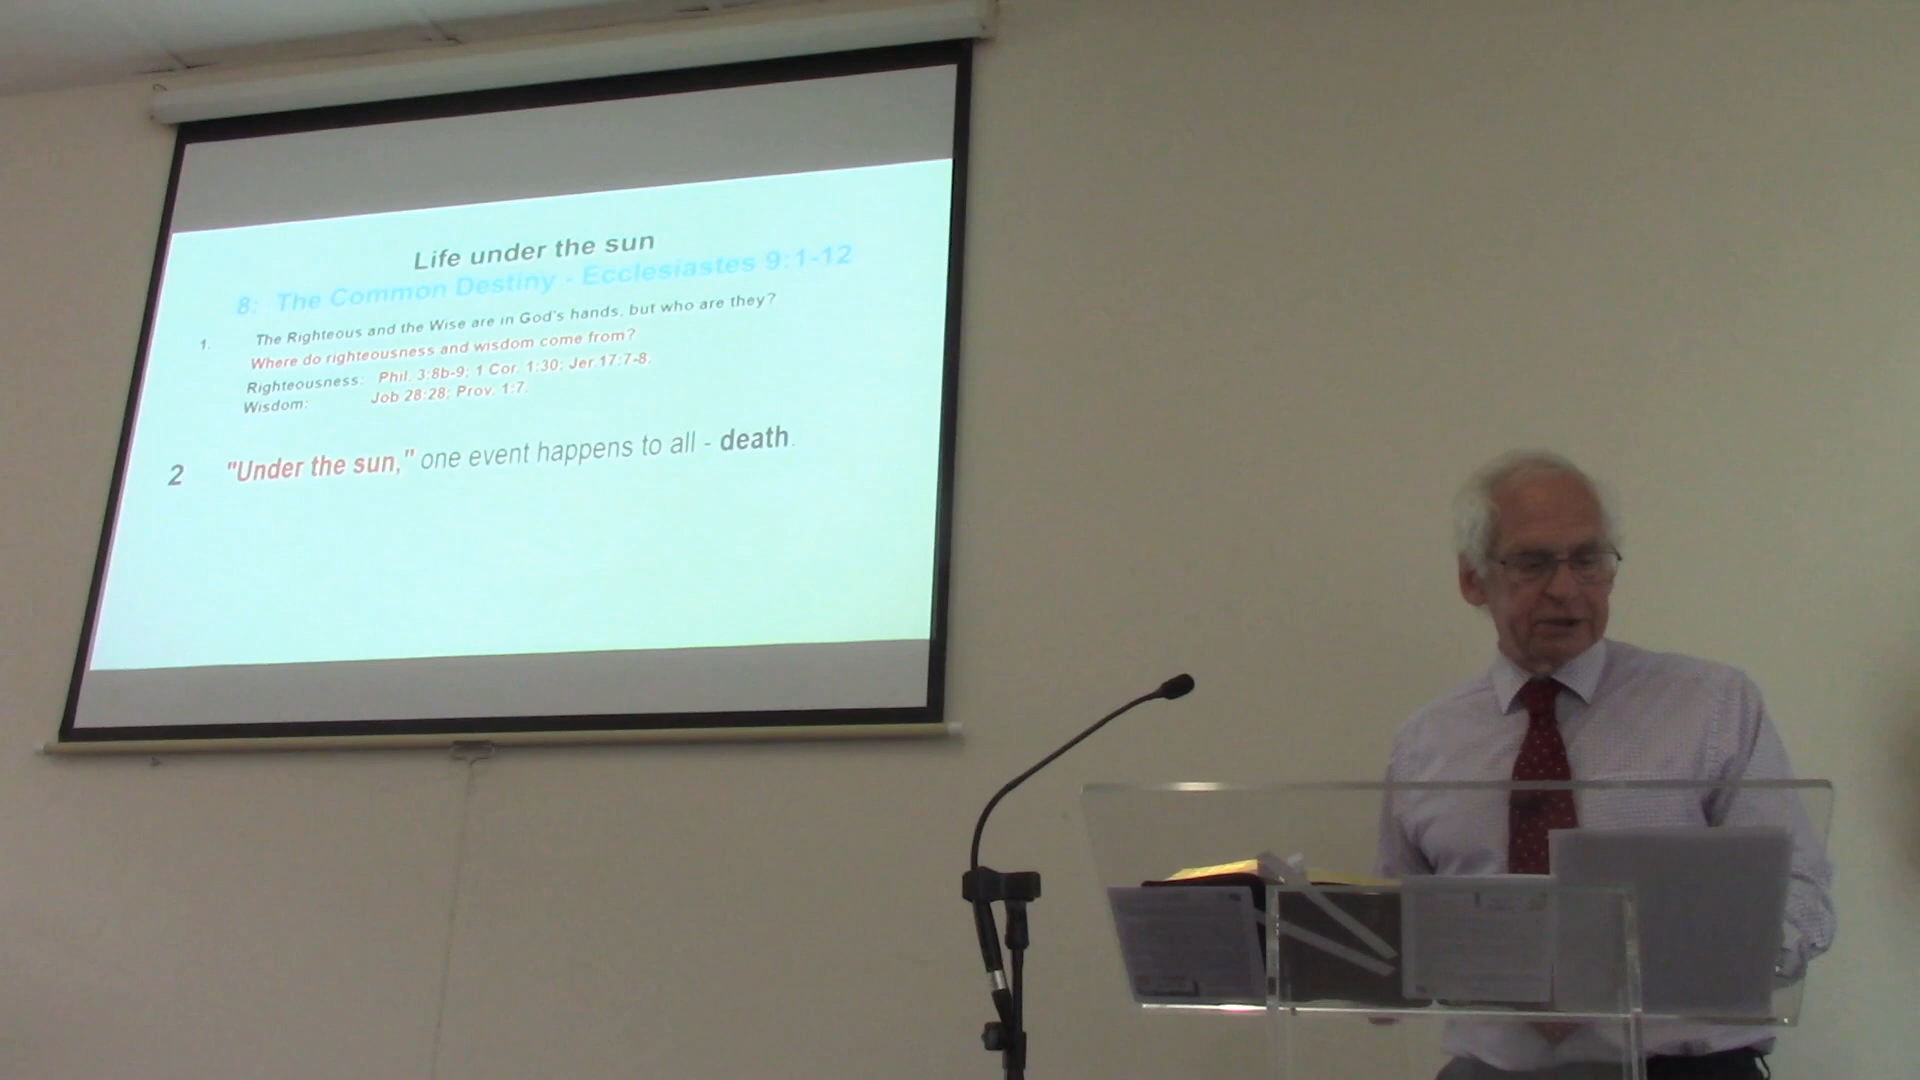 Life under the sun
8: The Common Destiny - Ecclesiastes 9:1-12
1. The Righteous and the Wise are in God's hands, but who are they?
Where do righteousness and wisdom come from?
Righteousness: Phil. 3:8b-9; 1 Cor. 1:30; Jer.17:7-8.
Wisdom: Job 28:28; Prov. 1:7.
2 "Under the sun," one event happens to all - death.